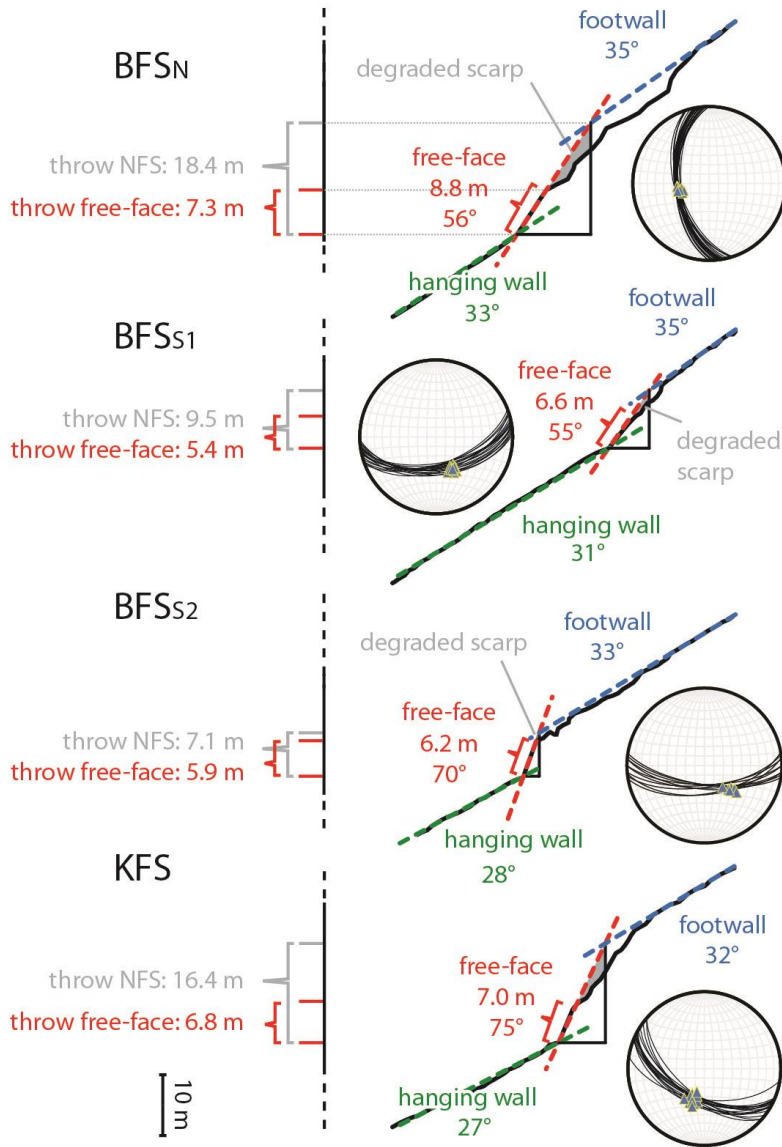 BFSN
footwall
35°
degraded scarp
throw NFS: 18.4 m
throw free-face: 7.3 m
free-face
8.8 m
56°
hanging wall
33°
BFSS1
footwall
35°
throw NFS: 9.5 m
throw free-face: 5.4 m
free-face
6.6 m
55°
degraded
scarp
hanging wall
31°
BFSS2
footwall
33°
degraded scarp
throw NFS: 7.1 m
throw free-face: 5.9 m
free-face
6.2 m
70°
hanging wall
28°
KFS
footwall
32°
throw NFS: 16.4 m
throw free-face: 6.8 m
free-face
7.0 m
75°
hanging wall
27°
10 m